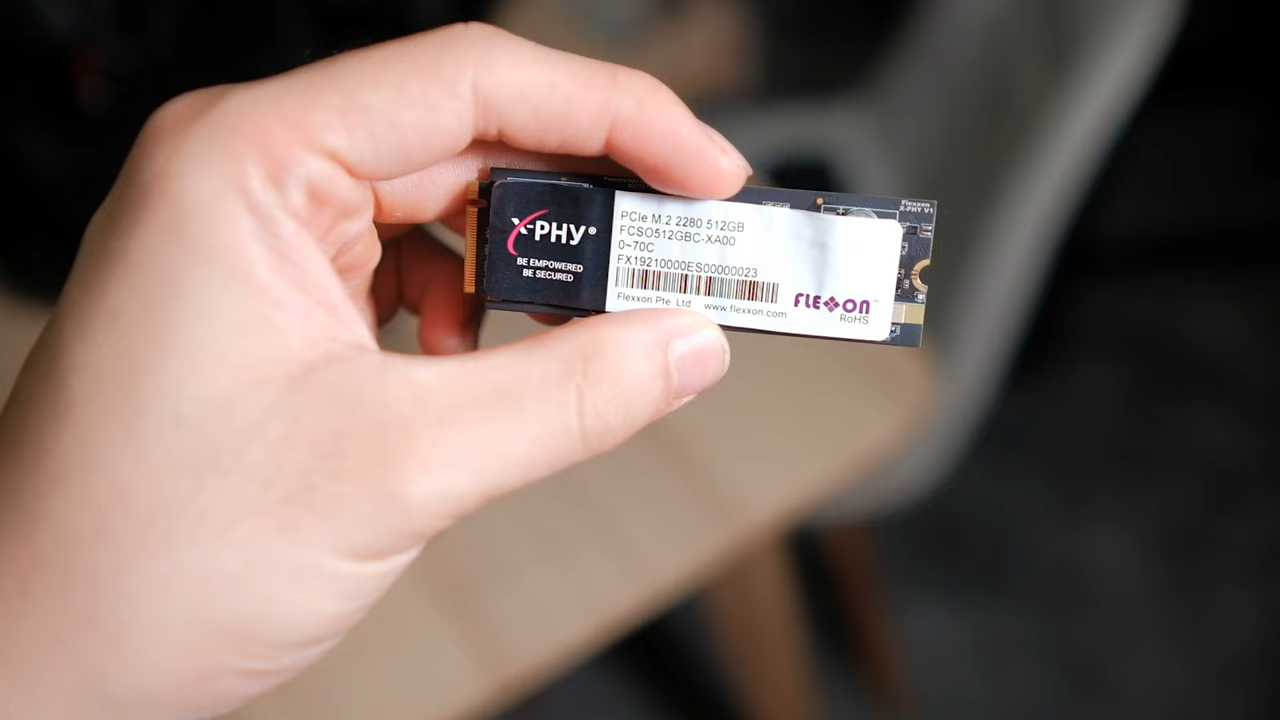 X-PHY®
BE EMPOWERED
BE SECURED
PCIe M.2 2280 512GB
FCSO512GBC-XA00
0~70C
FX19210000ES00000023
Flexxon Pte. Ltd www.flexxon.com
FLEXXON™
RoHS
Flexxon
X-PHY V1